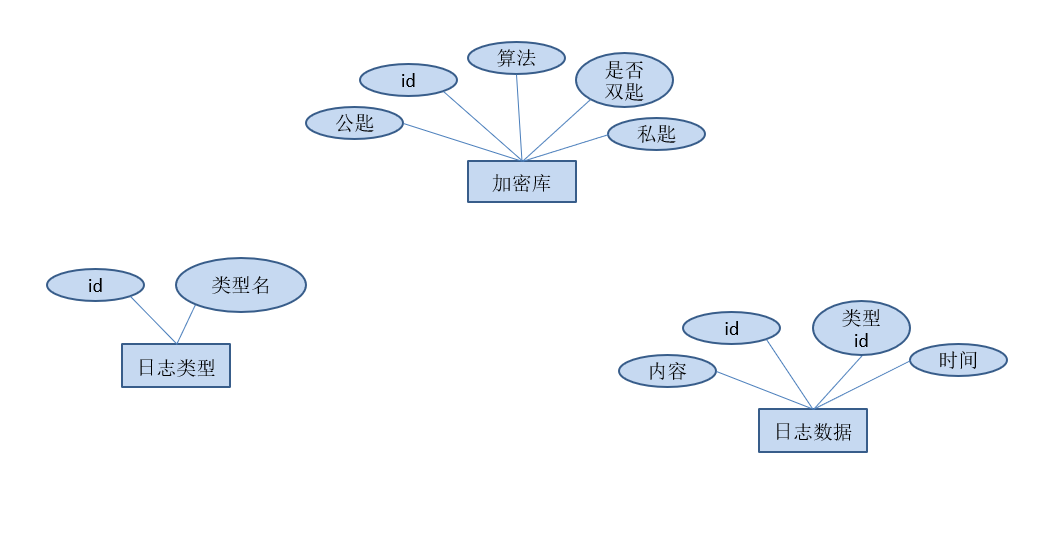 算法
是否
双匙
id
公匙
私匙
加密库
id
类型名
日志类型
id
类型
id
内容
时间
日志数据